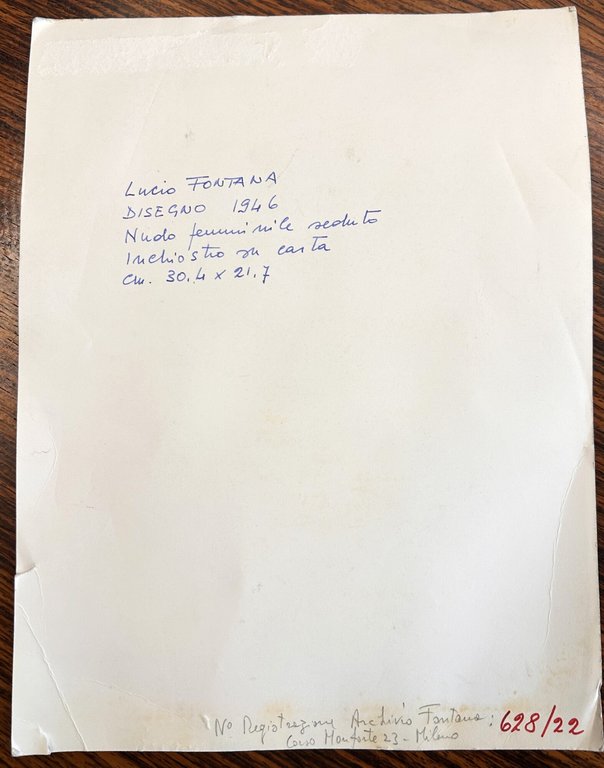 Lucio FONTANA
DISEGNO 1946
Nudo femminile seduto
Inchiostro su carta
cm. 30.4 x 21.7
N° Registrazione Archivio Fontana: 628/22
Corso Monforte 23 - Milano